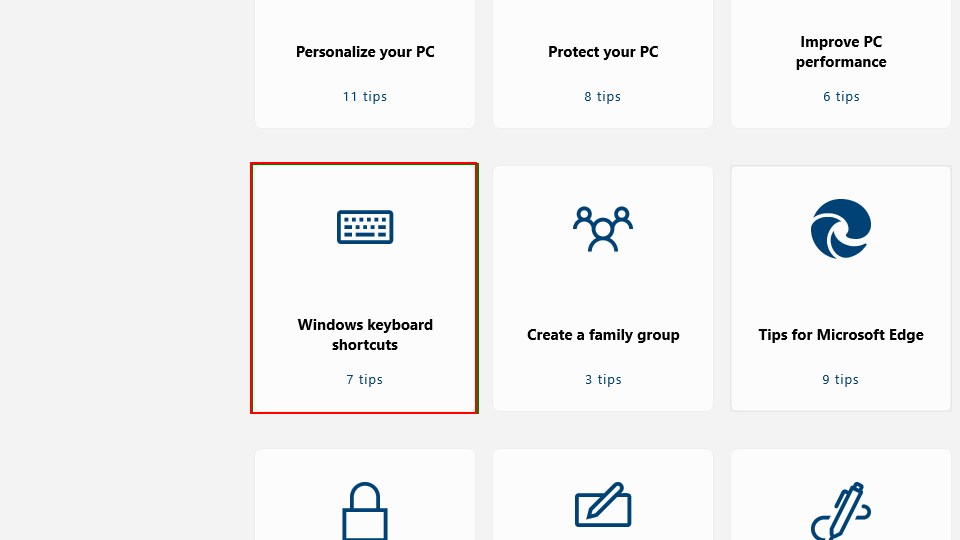 Personalize your PC
11 tips
Protect your PC
8 tips
Improve PC
performance
6 tips
Windows keyboard
shortcuts
7 tips
Create a family group
3 tips
Tips for Microsoft Edge
9 tips